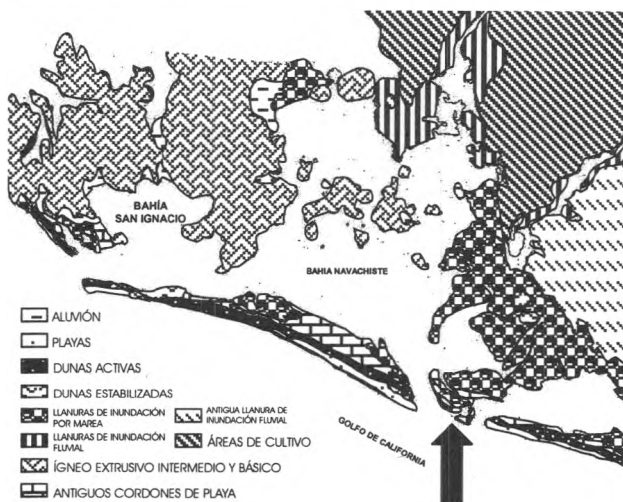 BAHÍA
SAN IGNACIO
BAHIA NAVACHISTE
GOLFO DE CALIFORNIA
ALUVIÓN
PLAYAS
DUNAS ACTIVAS
DUNAS ESTABILIZADAS
LLANURAS DE INUNDACIÓN
POR MAREA
ANTIGUA LLANURA DE
INUNDACIÓN FLUVIAL
LLANURAS DE INUNDACIÓN
FLUVIAL
ÁREAS DE CULTIVO
ÍGNEO EXTRUSIVO INTERMEDIO Y BÁSICO
ANTIGUOS CORDONES DE PLAYA